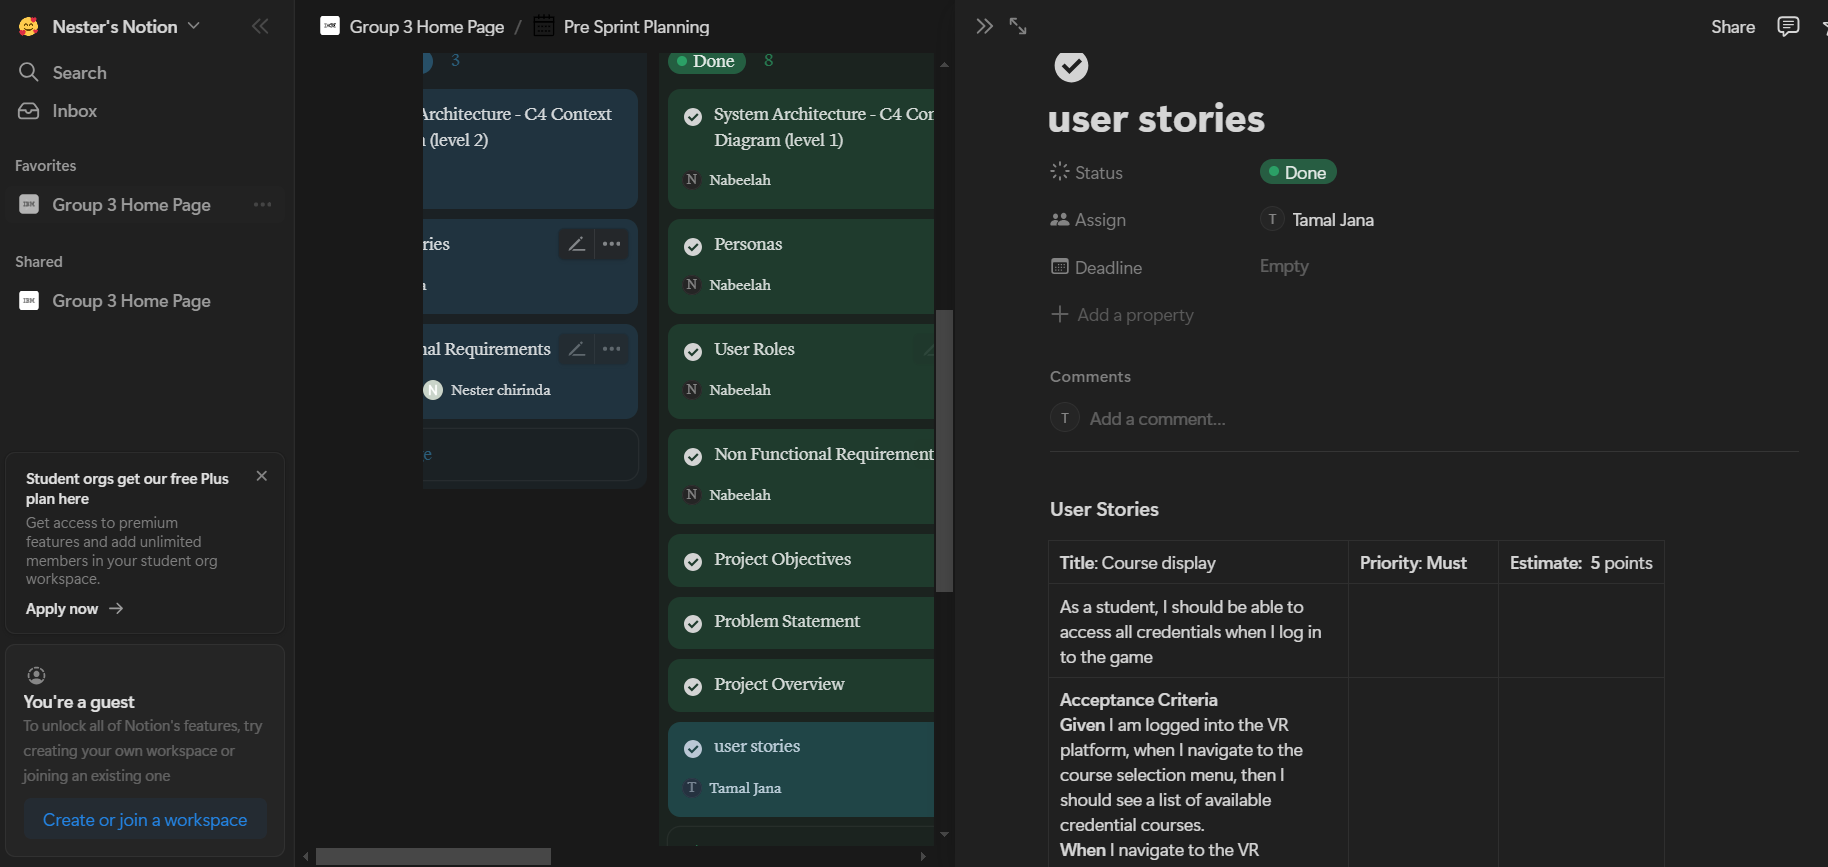 Nester's Notion
Search
Inbox
Favorites
Group 3 Home Page
Shared
Group 3 Home Page
Student orgs get our free Plus
plan here
Get access to premium
features and add unlimited
members in your student org
workspace.
Apply now
You're a guest
To unlock all of Notion's features, try
creating your own workspace or
joining an existing one
Create or join a workspace
Group 3 Home Page / Pre Sprint Planning
3
Architecture - C4 Context
(level 2)
ries
a
nal Requirements
N Nester chirinda
e
Done 8
System Architecture - C4 Con
Diagram (level 1)
N Nabeelah
Personas
N Nabeelah
User Roles
N Nabeelah
Non Functional Requirement
N Nabeelah
Project Objectives
Problem Statement
Project Overview
user stories
T Tamal Jana
Share
user stories
Status Done
Assign T Tamal Jana
Deadline Empty
Add a property
Comments
T Add a comment...
User Stories
Title: Course display Priority: Must Estimate: 5 points
As a student, I should be able to
access all credentials when I log in
to the game
Acceptance Criteria
Given I am logged into the VR
platform, when I navigate to the
course selection menu, then I
should see a list of available
credential courses.
When I navigate to the VR